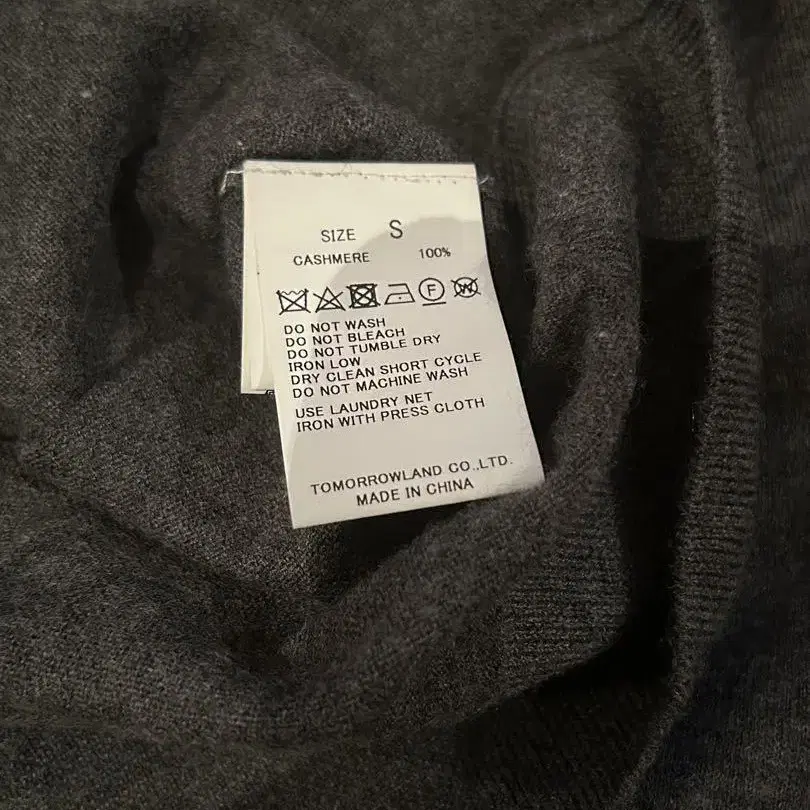 SIZE S
CASHMERE 100%
F W
DO NOT WASH
DO NOT BLEACH
DO NOT TUMBLE DRY
IRON LOW
DRY CLEAN SHORT CYCLE
DO NOT MACHINE WASH
USE LAUNDRY NET
IRON WITH PRESS CLOTH
TOMORROWLAND CO.,LTD.
MADE IN CHINA